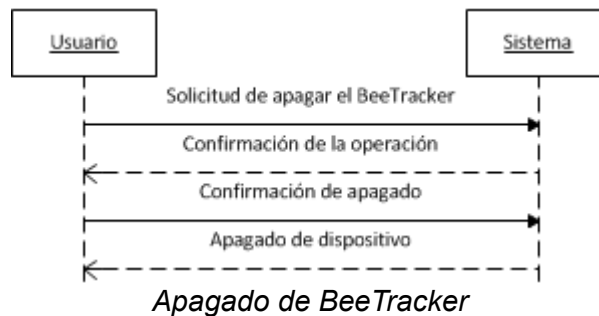 Usuario
Sistema
Solicitud de apagar el BeeTracker
Confirmación de la operación
Confirmación de apagado
Apagado de dispositivo
Apagado de BeeTracker